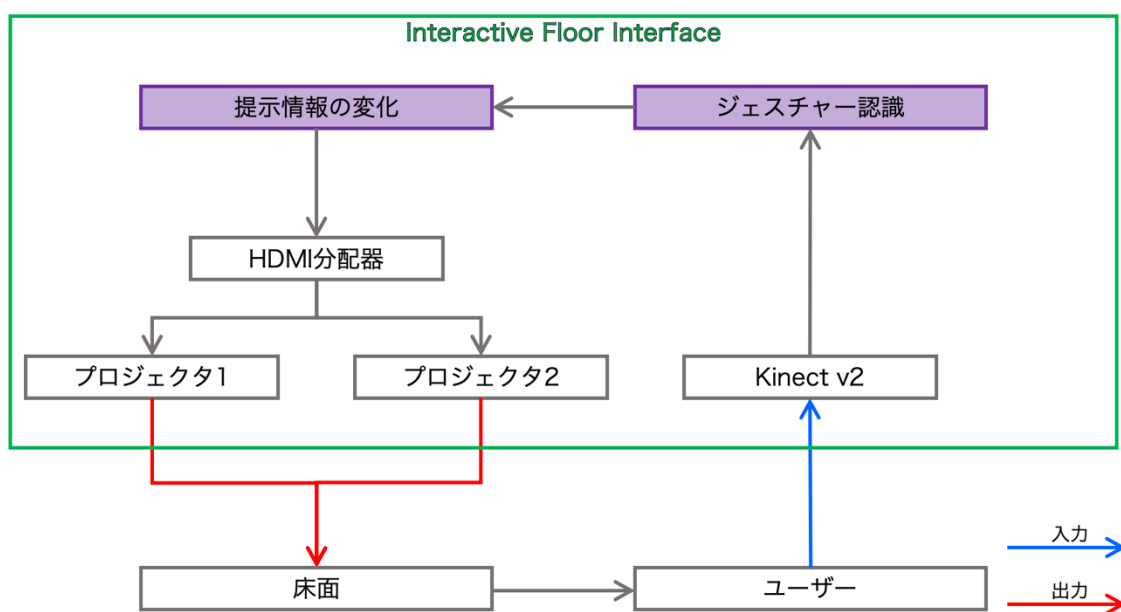 Interactive Floor Interface
提示情報の変化
ジェスチャー認識
HDMI分配器
プロジェクタ1
プロジェクタ2
Kinect v2
入力
床面
ユーザー
出力